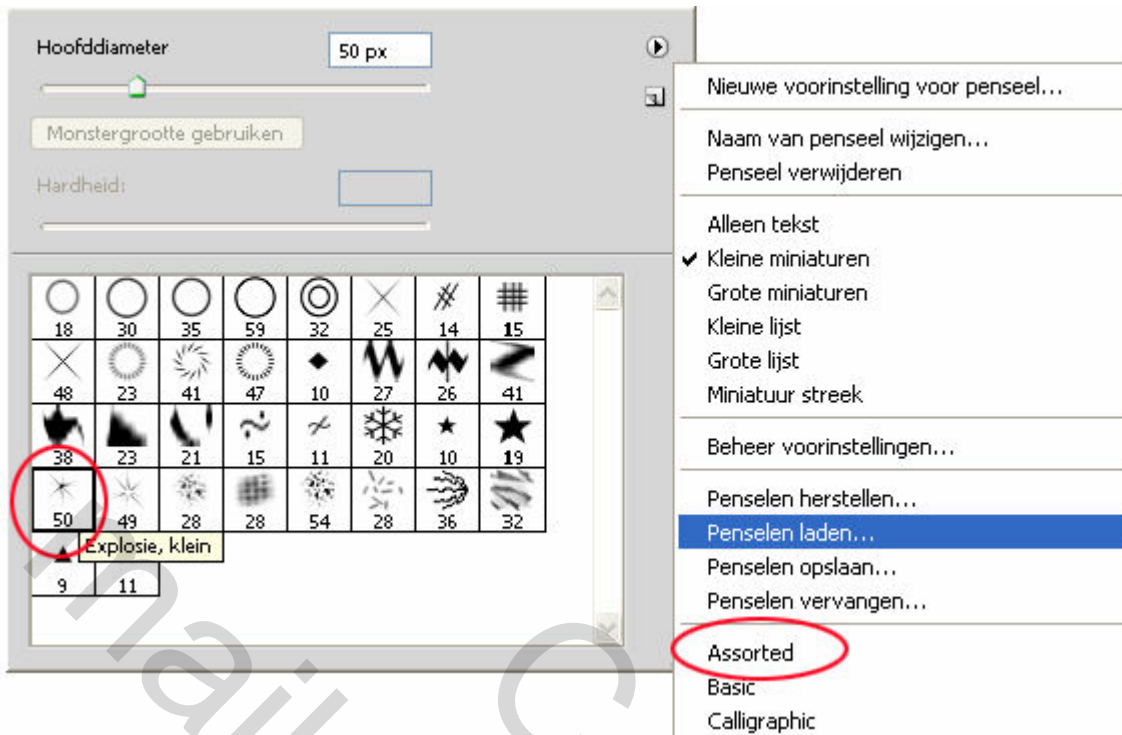 Hoofddiameter 50 px
Monstergrootte gebruiken
Hardheid:
18 30 35 59 32 25 14 15
48 23 41 47 10 27 26 41
38 23 21 15 11 20 10 19
50 49 28 28 54 28 36 32
Explosie, klein
9 11
Nieuwe voorinstelling voor penseel...
Naam van penseel wijzigen...
Penseel verwijderen
Alleen tekst
Kleine miniaturen
Grote miniaturen
Kleine lijst
Grote lijst
Miniatuur streek
Beheer voorinstellingen...
Penselen herstellen...
Penselen laden...
Penselen opslaan...
Penselen vervangen...
Assorted
Basic
Calligraphic
mail